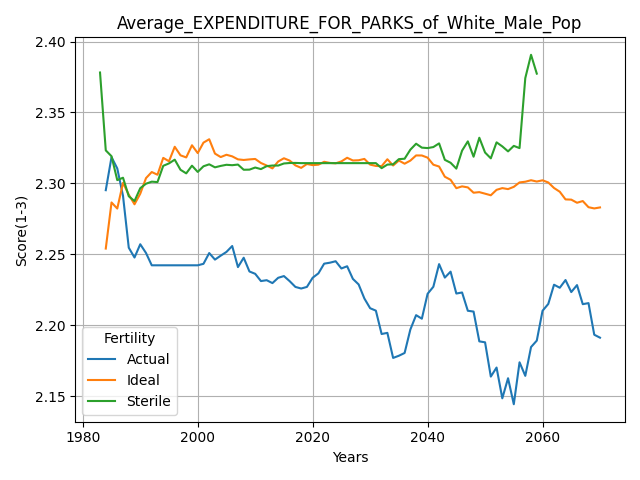 Average_EXPENDITURE_FOR_PARKS_of_White_Male_Pop
2.40
2.35
2.30
2.25
2.20
2.15
Score(1-3)
Fertility
Actual
Ideal
Sterile
1980 2000 2020 2040 2060
Years